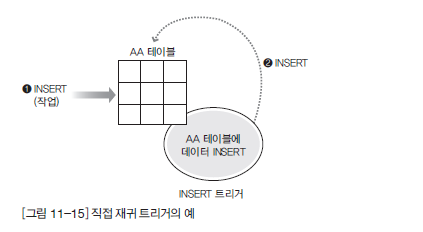 AA 테이블
❶ INSERT
(작업)
❷ INSERT
AA 테이블에
데이터 INSERT
INSERT 트리거
[그림 11-15] 직접 재귀 트리거의 예